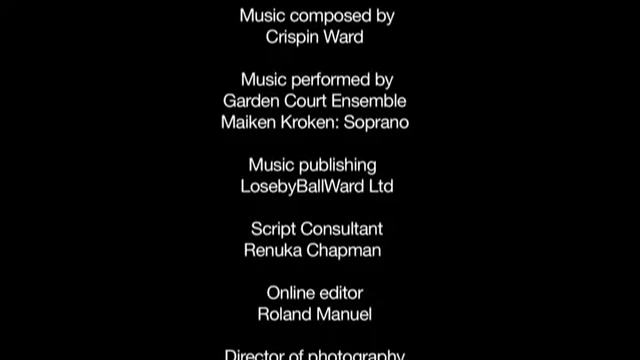 Music composed by
Crispin Ward
Music performed by
Garden Court Ensemble
Maiken Kroken: Soprano
Music publishing
LosebyBallWard Ltd
Script Consultant
Renuka Chapman
Online editor
Roland Manuel
Director of photography